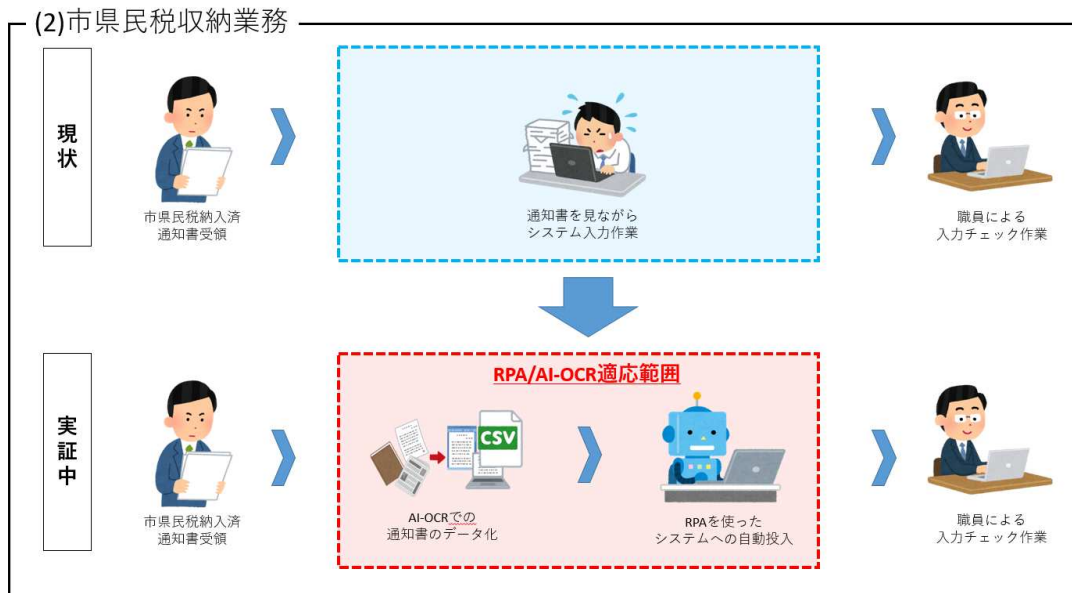 (2)市県民税収納業務
現状
市県民税納入済
通知書受領
通知書を見ながら
システム入力作業
職員による
入力チェック作業
実証中
市県民税納入済
通知書受領
RPA/AI-OCR適応範囲
CSV
AI-OCRでの
通知書のデータ化
RPAを使った
システムへの自動投入
職員による
入力チェック作業